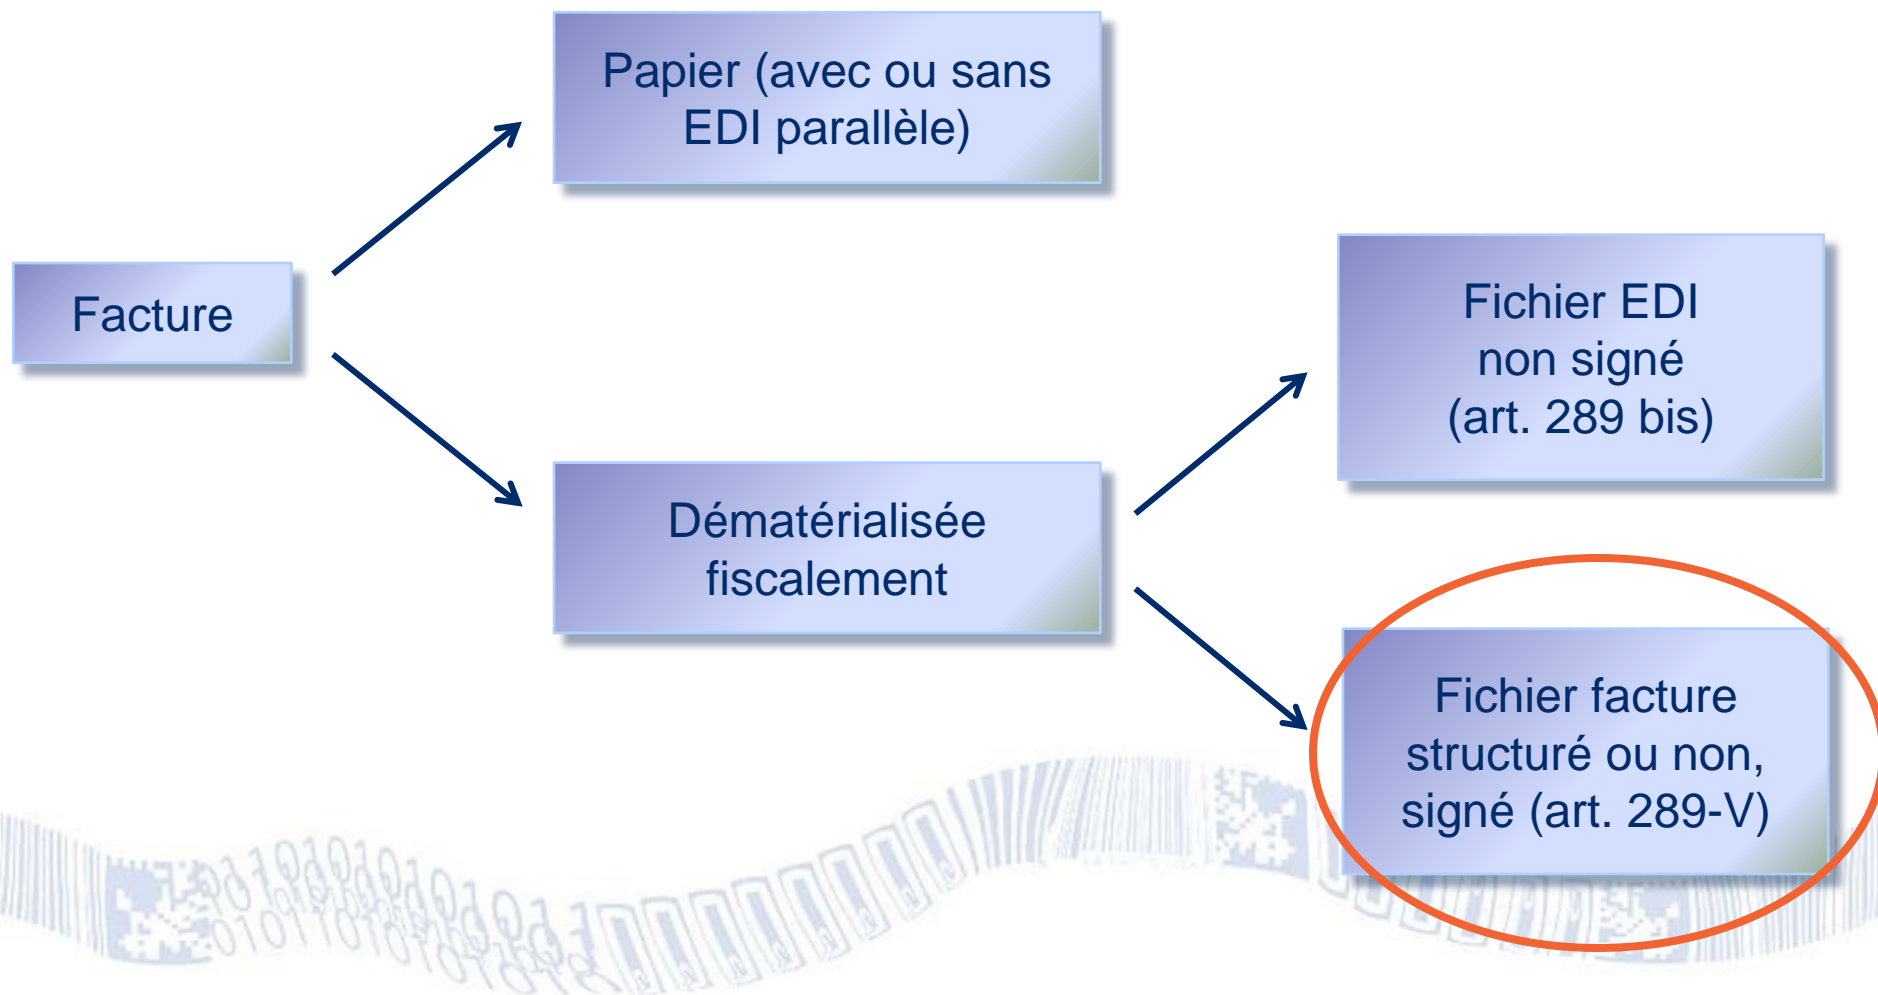 Papier (avec ou sans
EDI parallèle)
Facture
Fichier EDI
non signé
(art. 289 bis)
Dématérialisée
fiscalement
Fichier facture
structuré ou non,
signé (art. 289-V)